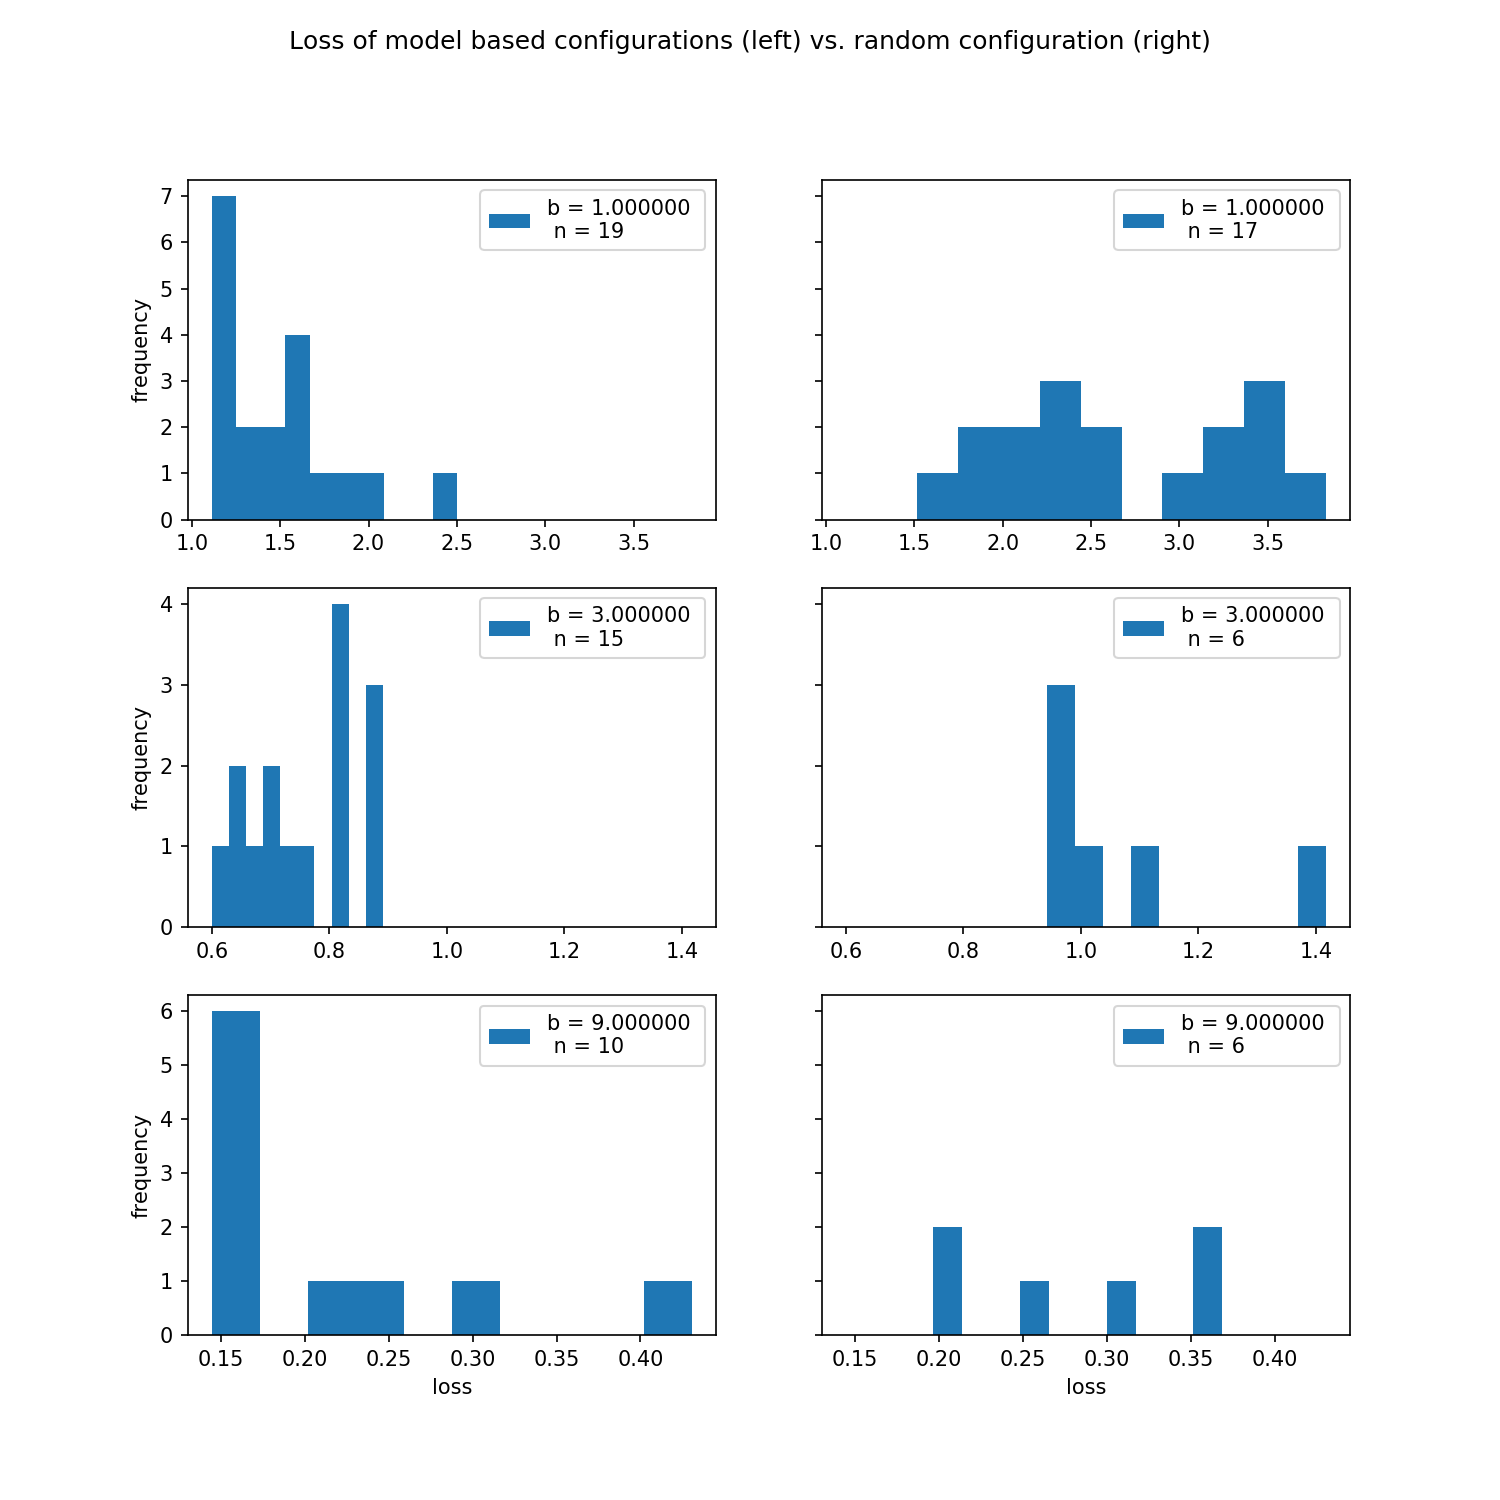 Loss of model based configurations (left) vs. random configuration (right)
7
6
5
4
3
2
1
0
frequency
b = 1.000000
n = 19
1.0 1.5 2.0 2.5 3.0 3.5
b = 1.000000
n = 17
1.0 1.5 2.0 2.5 3.0 3.5
4
3
2
1
0
frequency
b = 3.000000
n = 15
0.6 0.8 1.0 1.2 1.4
b = 3.000000
n = 6
0.6 0.8 1.0 1.2 1.4
6
5
4
3
2
1
0
frequency
b = 9.000000
n = 10
0.15 0.20 0.25 0.30 0.35 0.40
loss
b = 9.000000
n = 6
0.15 0.20 0.25 0.30 0.35 0.40
loss